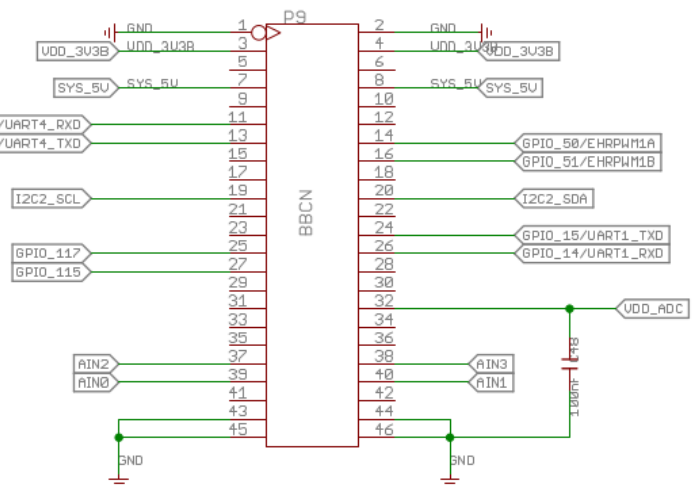 P9
GND 1 2 GND
VDD_3V3B VDD_3V3B 3 4 VDD_3V3B VDD_3V3B
5 6
SYS_5V SYS_5V 7 8 SYS_5V SYS_5V
9 10
/UART4_RXD 11 12
/UART4_TXD 13 14 GPIO_50/EHRPWM1A
15 16 GPIO_51/EHRPWM1B
17 18
I2C2_SCL 19 20 I2C2_SDA
21 22
23 24 GPIO_15/UART1_TXD
GPIO_117 25 26 GPIO_14/UART1_RXD
GPIO_115 27 28
29 30
31 32 VDD_ADC
33 34
35 36
AIN2 37 38 AIN3
AIN0 39 40 AIN1
41 42
43 44
45 46
BBCN
100nF
GND GND